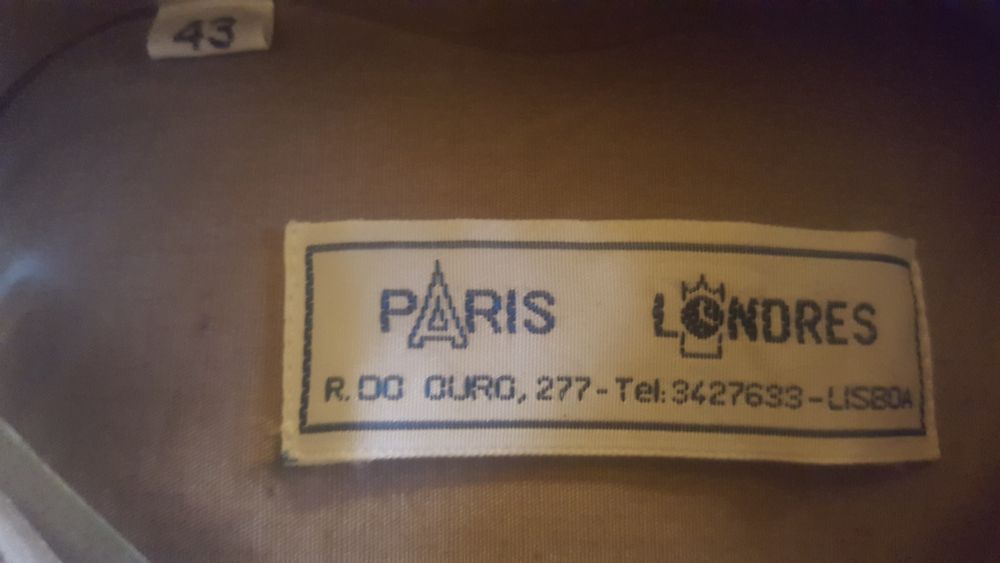 43
PARIS LONDRES
R. DO OURO, 277-Tel: 3427633-LISBOA